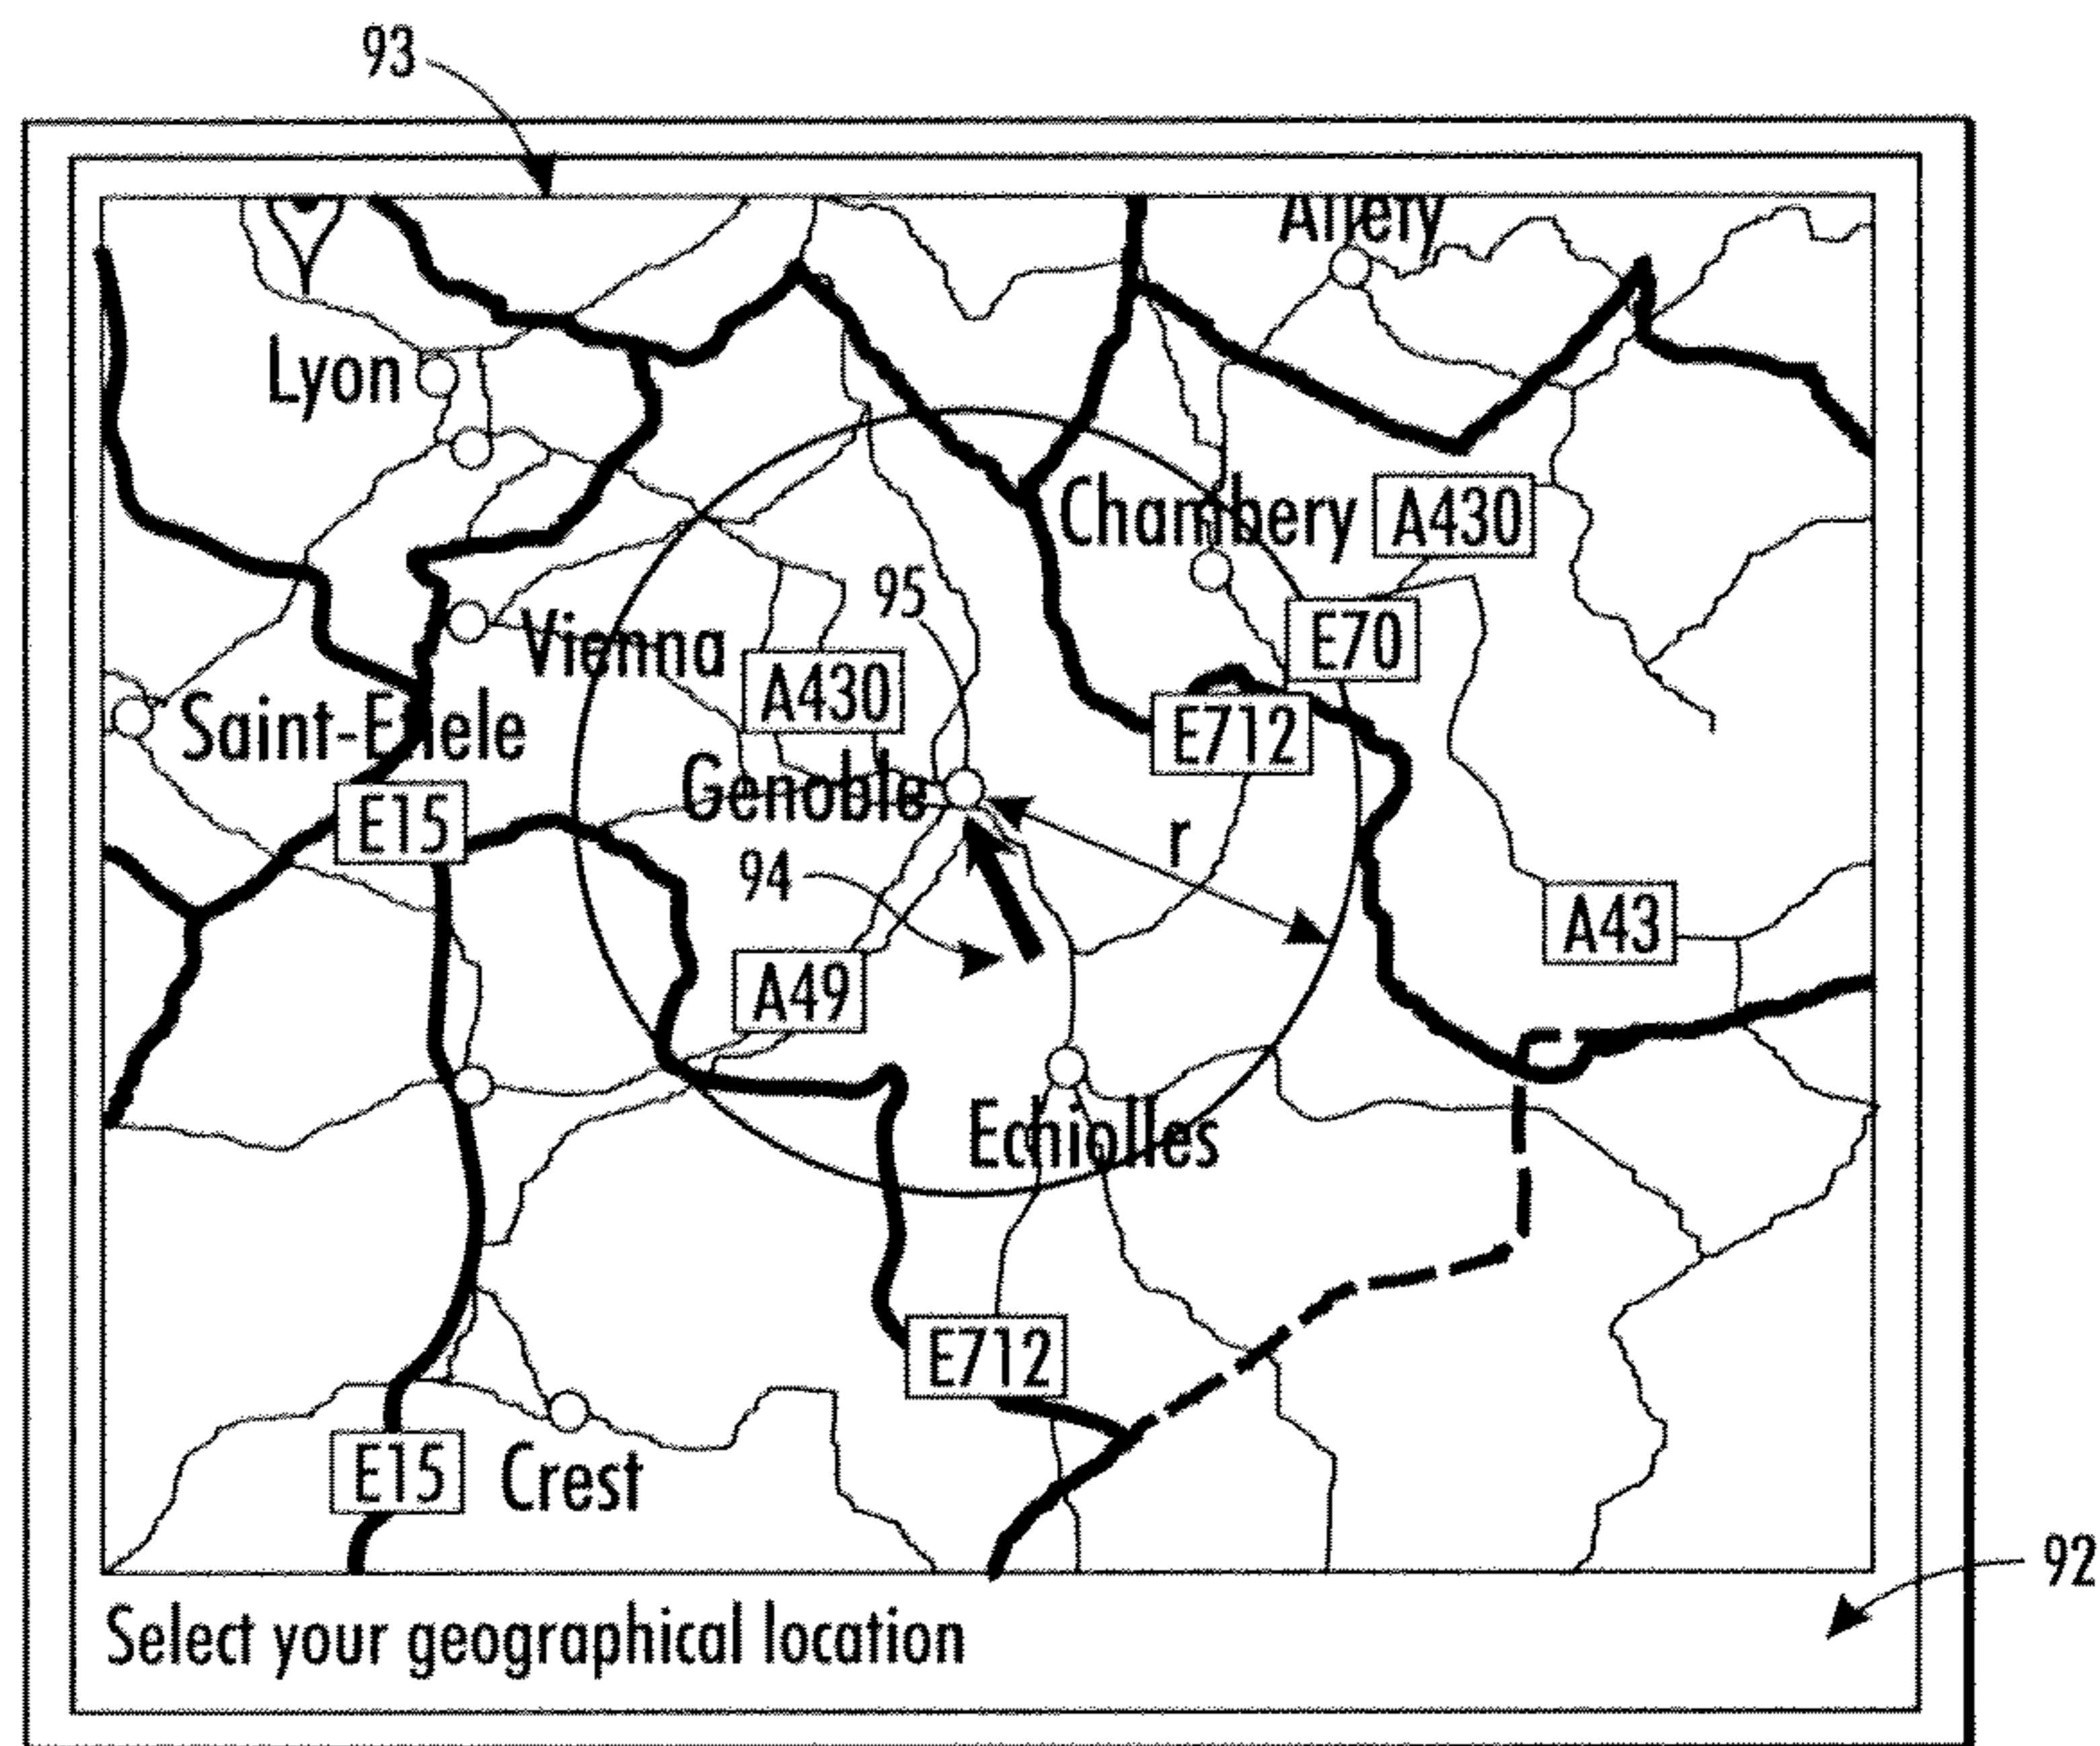 93
Lyon
Chambery
A430
95
Vienna
A430
E70
Saint-E
E712
Genoble
E15
r
94
A43
A49
Echiolles
E712
E15
Crest
92
Select your geographical location